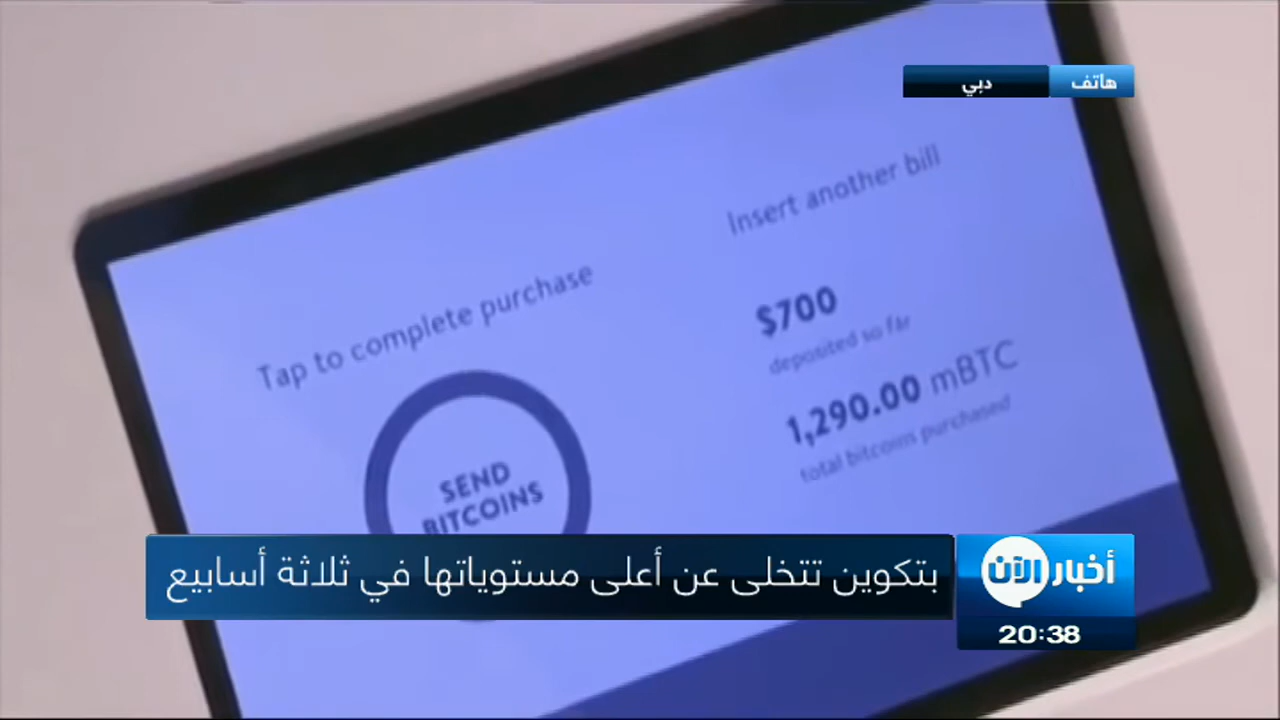 هاتف دبي
Insert another bill
Tap to complete purchase
$700
deposited so far
1,290.00 mBTC
total bitcoins purchased
SEND
BITCOINS
بتكوين تتخلى عن أعلى مستوياتها في ثلاثة أسابيع
أخبار الآن
20:38